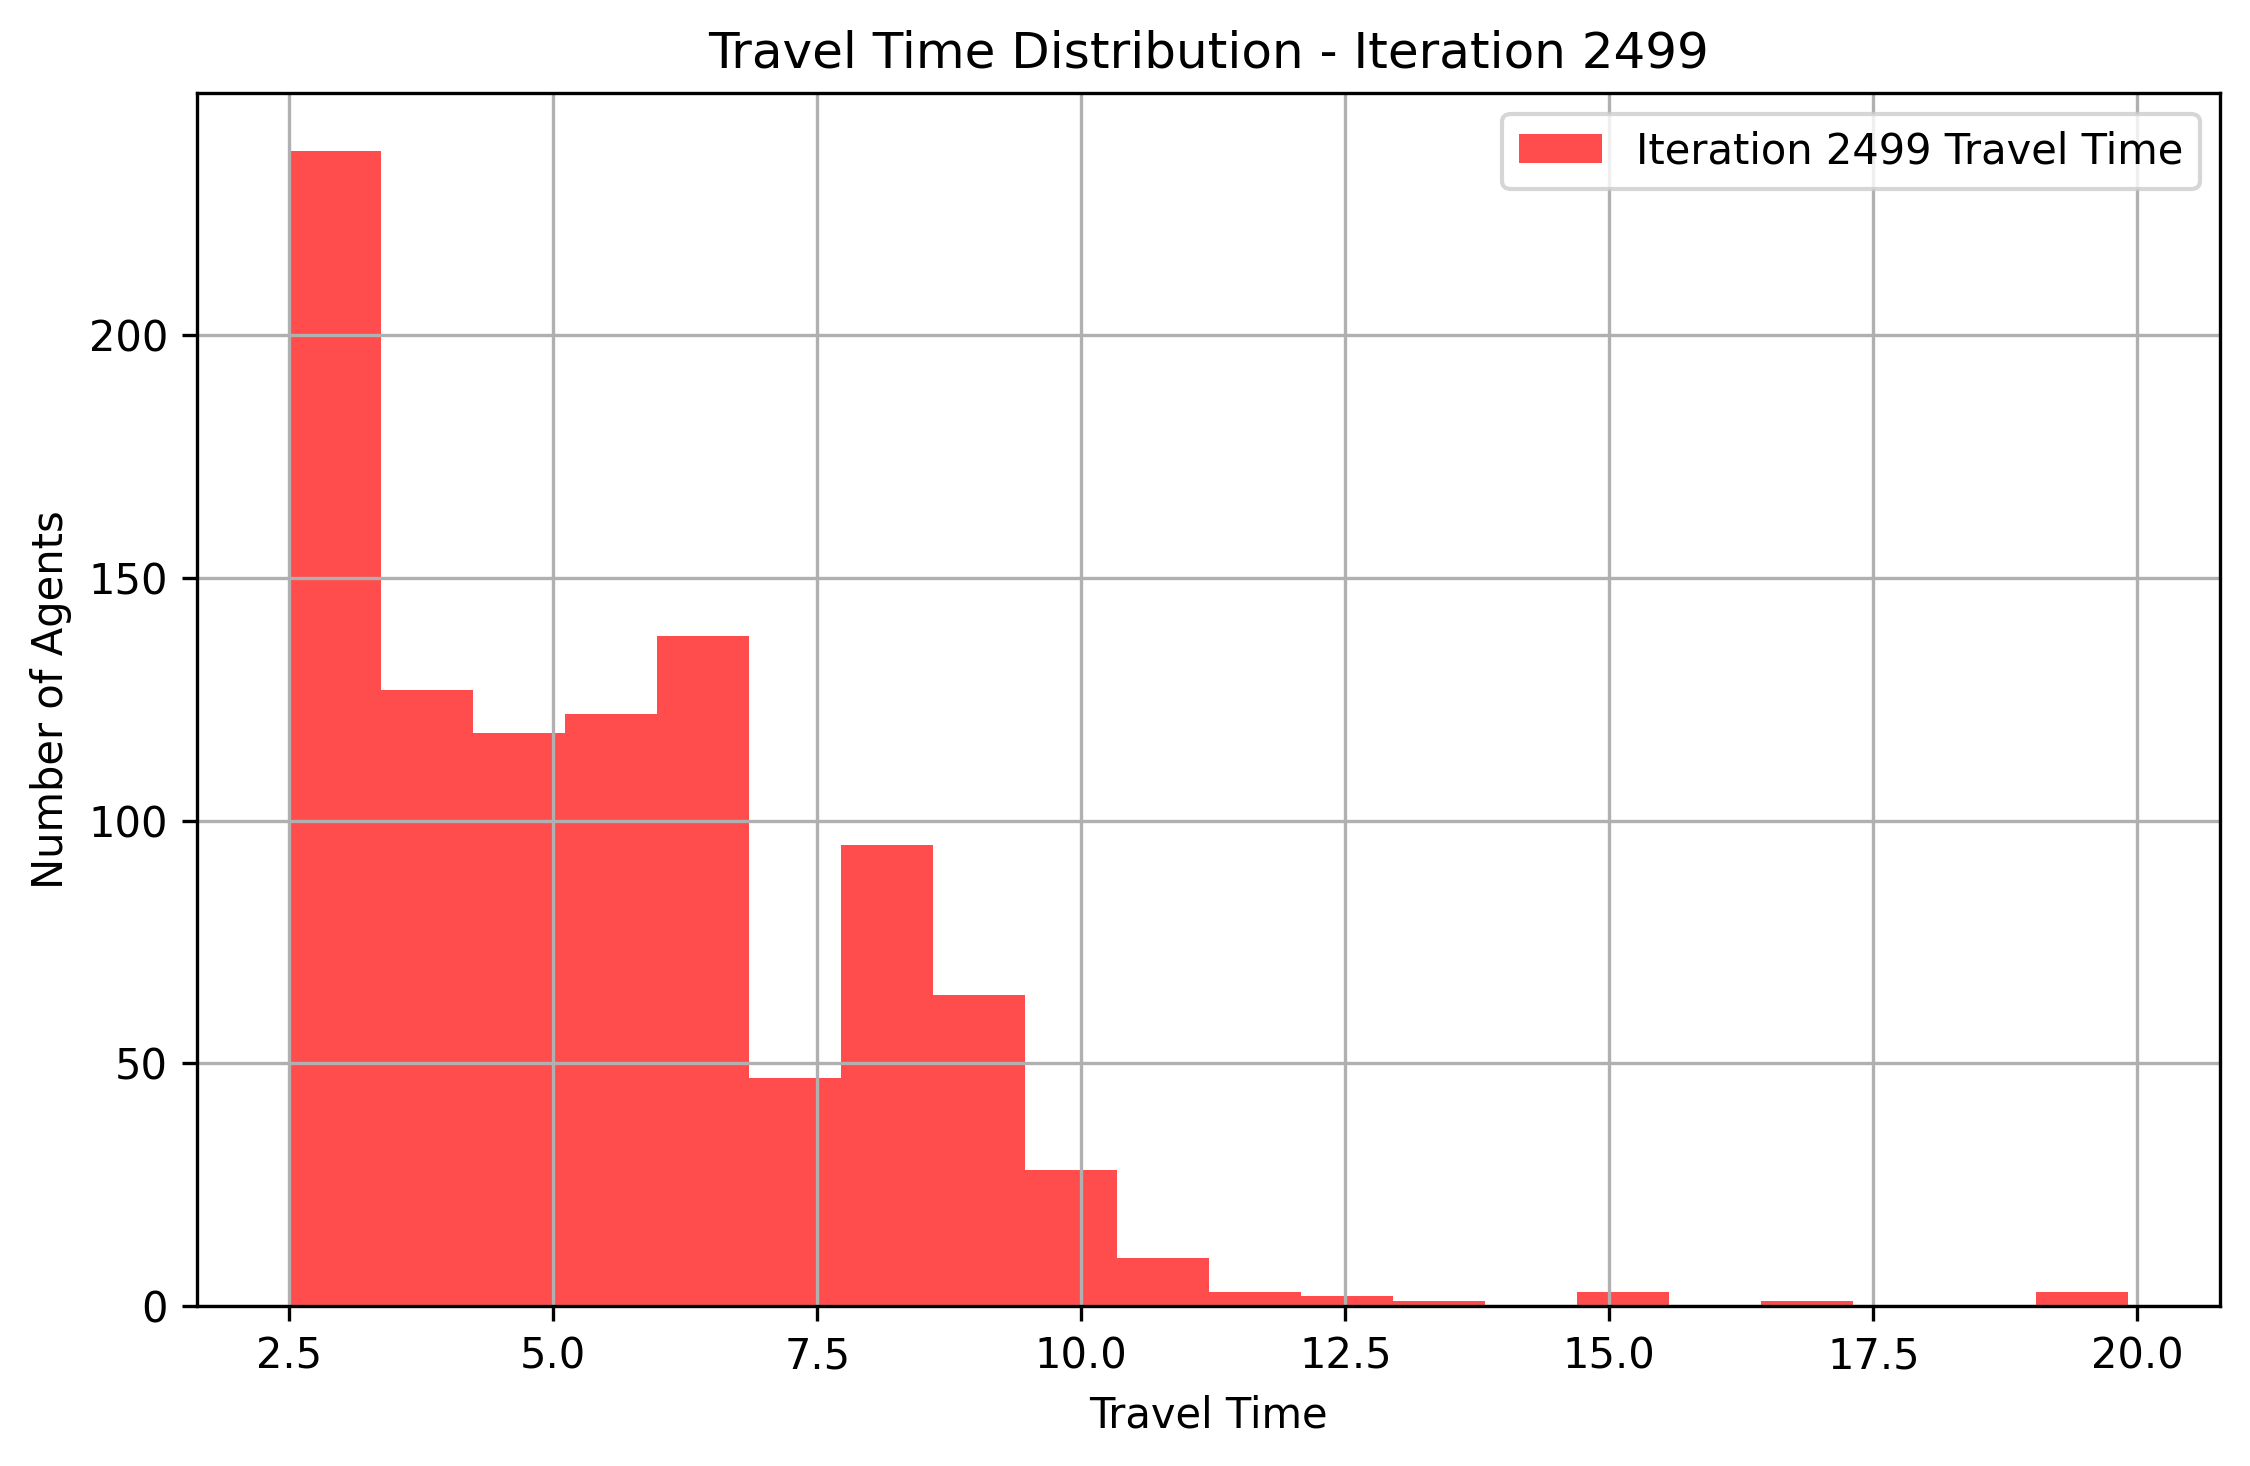 Travel Time Distribution - Iteration 2499
Iteration 2499 Travel Time
Number of Agents
200
150
100
50
0
2.5 5.0 7.5 10.0 12.5 15.0 17.5 20.0
Travel Time